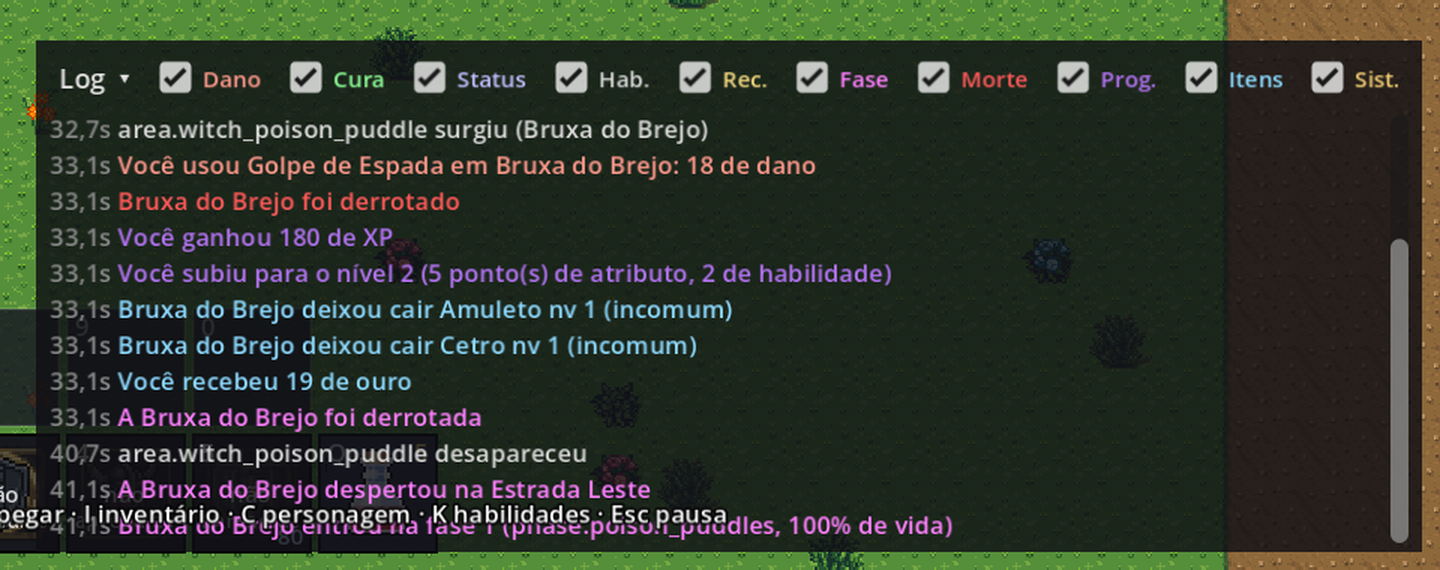 Log ▾ Dano Cura Status Hab. Rec. Fase Morte Prog. Itens Sist.
32,7s area.witch_poison_puddle surgiu (Bruxa do Brejo)
33,1s Você usou Golpe de Espada em Bruxa do Brejo: 18 de dano
33,1s Bruxa do Brejo foi derrotado
33,1s Você ganhou 180 de XP
33,1s Você subiu para o nível 2 (5 ponto(s) de atributo, 2 de habilidade)
33,1s Bruxa do Brejo deixou cair Amuleto nv 1 (incomum)
33,1s Bruxa do Brejo deixou cair Cetro nv 1 (incomum)
33,1s Você recebeu 19 de ouro
33,1s A Bruxa do Brejo foi derrotada
40,7s area.witch_poison_puddle desapareceu
41,1s A Bruxa do Brejo despertou na Estrada Leste
ão
pegar · I inventário · C personagem · K habilidades · Esc pausa
41,1s Bruxa do Brejo entrou na fase 1 (phase.poison_puddles, 100% de vida)
80